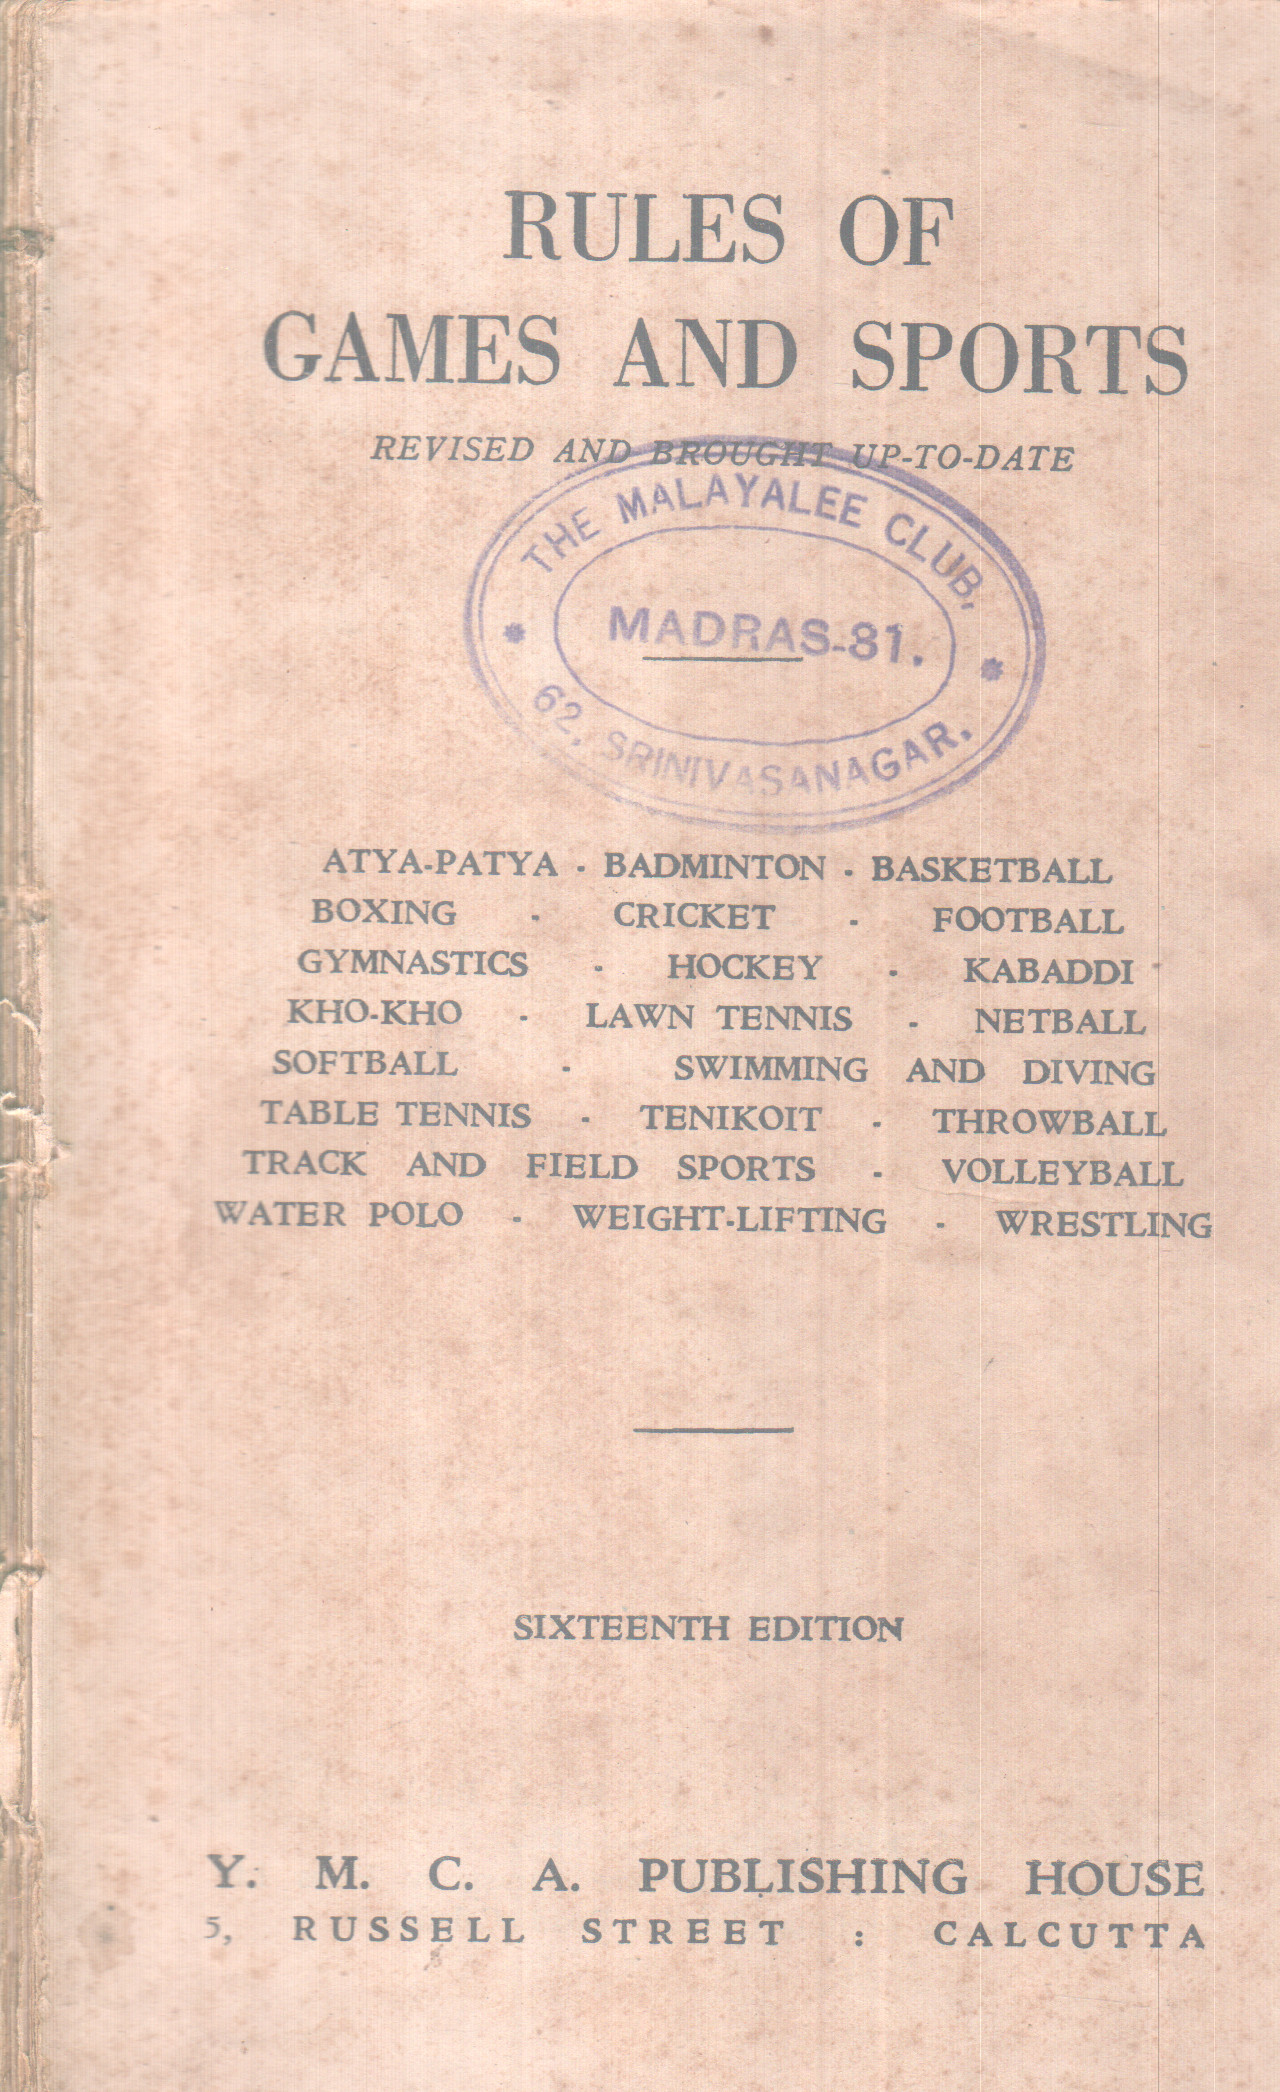 RULES OF
GAMES AND SPORTS
REVISED AND BROUGHT UP-TO-DATE
THE MALAYALEE CLUB,
MADRAS-81.
62, SRINIVASANAGAR.
ATYA-PATYA - BADMINTON - BASKETBALL
BOXING - CRICKET - FOOTBALL
GYMNASTICS - HOCKEY - KABADDI
KHO-KHO - LAWN TENNIS - NETBALL
SOFTBALL - SWIMMING AND DIVING
TABLE TENNIS - TENIKOIT - THROWBALL
TRACK AND FIELD SPORTS - VOLLEYBALL
WATER POLO - WEIGHT-LIFTING - WRESTLING
SIXTEENTH EDITION
Y. M. C. A. PUBLISHING HOUSE
5, RUSSELL STREET : CALCUTTA